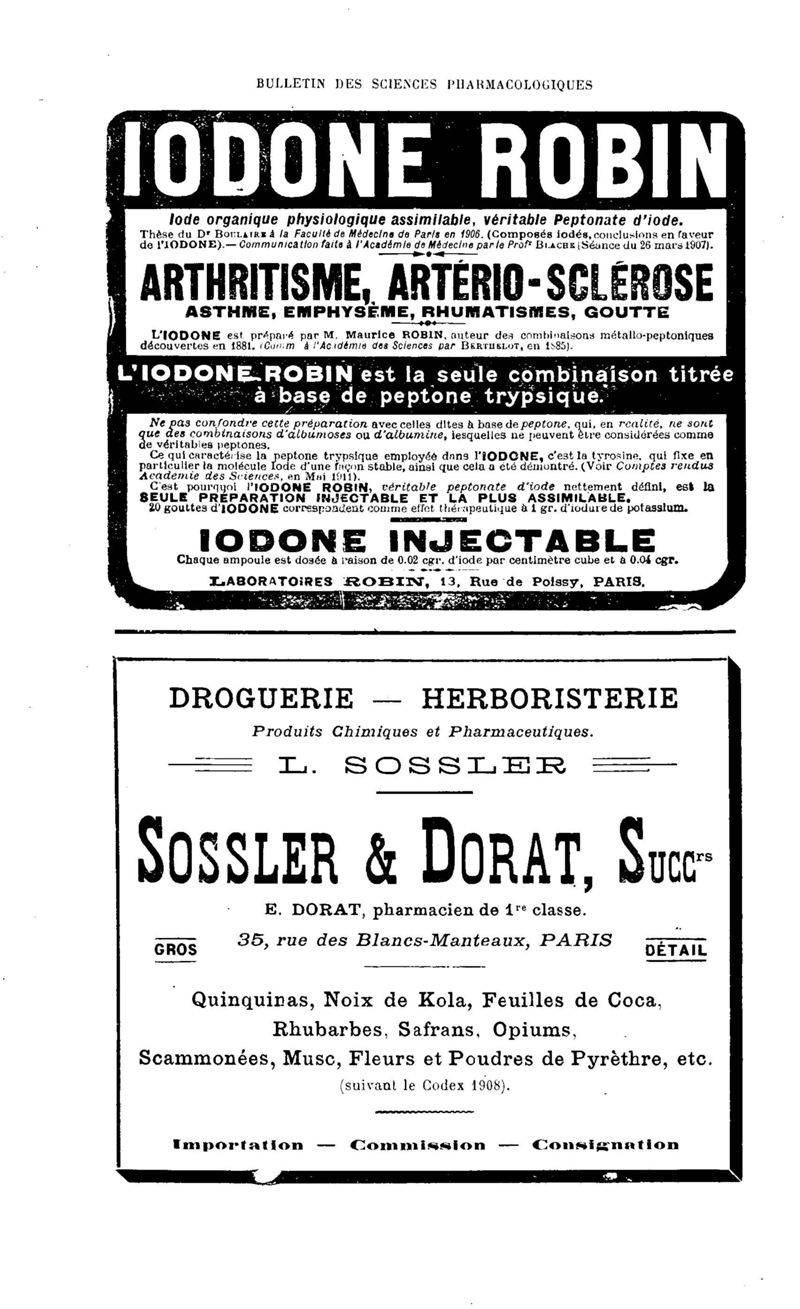 BULLETIN DES SCIENCES PHARMACOLOGIQUES
IODONE ROBIN
Iode organique physiologique assimilable, véritable Peptonate d'iode.
Thèse du Dr BOULAIRE à la Faculté de Médecine de Paris en 1906. (Composés iodés, conclusions en faveur
de l'IODONE).— Communication faite à l'Académie de Médecine par le Profr BLACHE (Séance du 26 mars 1907).
ARTHRITISME, ARTÉRIO-SCLÉROSE
ASTHME, EMPHYSÈME, RHUMATISMES, GOUTTE
L'IODONE est préparé par M. Maurice ROBIN, auteur des combinaisons métallo-peptoniques
découvertes en 1881. (Comm à l'Académie des Sciences par BERTHELOT, en 1885).
L'IODONE ROBIN est la seule combinaison titrée
à base de peptone trypsique.
Ne pas confondre cette préparation avec celles dites à base de peptone, qui, en réalité, ne sont
que des combinaisons d'albumoses ou d'albumine, lesquelles ne peuvent être considérées comme
de véritables peptones.
Ce qui caractérise la peptone trypsique employée dans l'IODONE, c'est la tyrosine, qui fixe en
particulier la molécule Iode d'une façon stable, ainsi que cela a été démontré. (Voir Comptes rendus
Académie des Sciences, en Mai 1911).
C'est pourquoi l'IODONE ROBIN, véritable peptonate d'iode nettement défini, est la
SEULE PRÉPARATION INJECTABLE ET LA PLUS ASSIMILABLE.
20 gouttes d'IODONE correspondent comme effet thérapeutique à 1 gr. d'iodure de potassium.
IODONE INJECTABLE
Chaque ampoule est dosée à raison de 0.02 cgr. d'iode par centimètre cube et à 0.04 cgr.
LABORATOIRES ROBIN, 13, Rue de Poissy, PARIS.
DROGUERIE — HERBORISTERIE
Produits Chimiques et Pharmaceutiques.
L. SOSSLER
SOSSLER & DORAT, SUCCrs
E. DORAT, pharmacien de 1re classe.
GROS 35, rue des Blancs-Manteaux, PARIS DÉTAIL
Quinquinas, Noix de Kola, Feuilles de Coca,
Rhubarbes, Safrans, Opiums,
Scammonées, Musc, Fleurs et Poudres de Pyrèthre, etc.
(suivant le Codex 1908).
Importation — Commission — Consignation